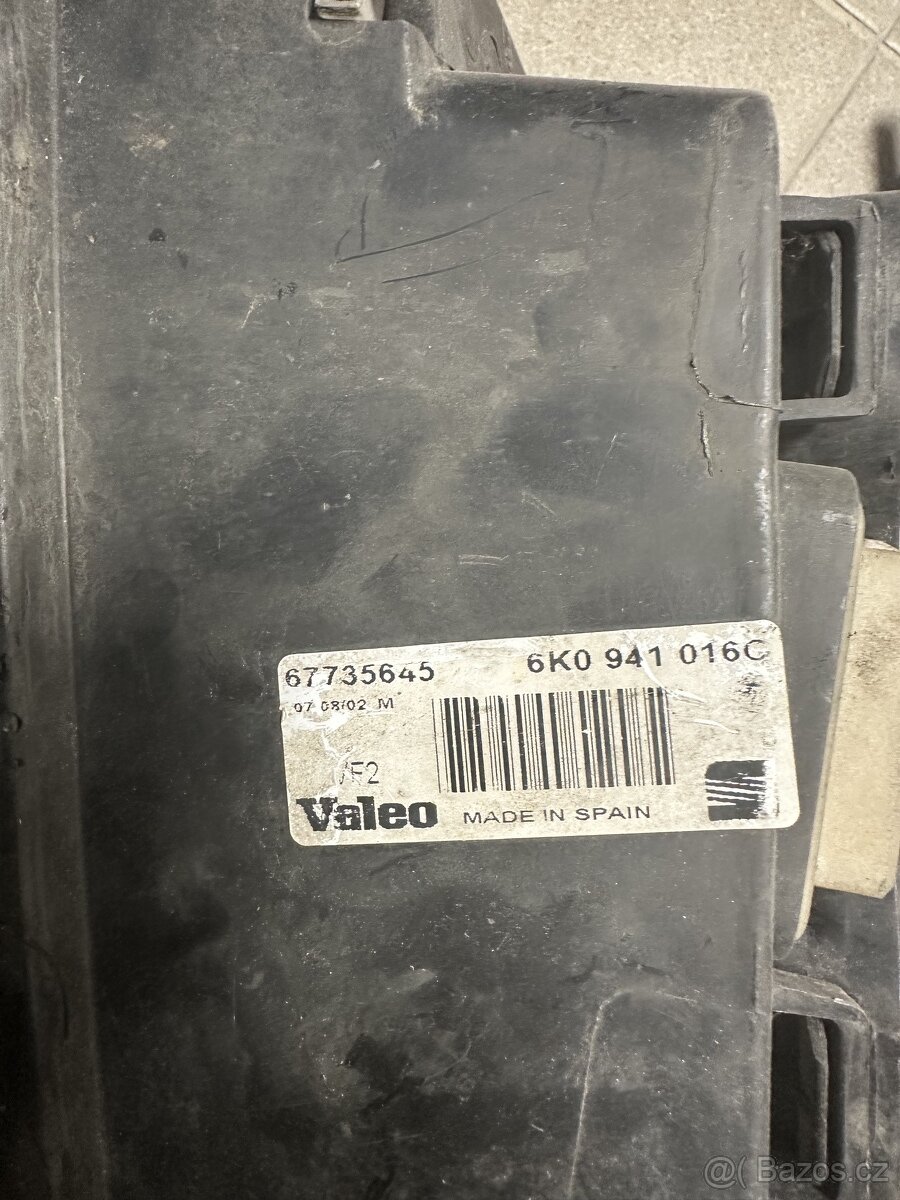 67735645 6K0 941 016C
07 08/02 M
/F2
Valeo MADE IN SPAIN
@( Bazos.cz